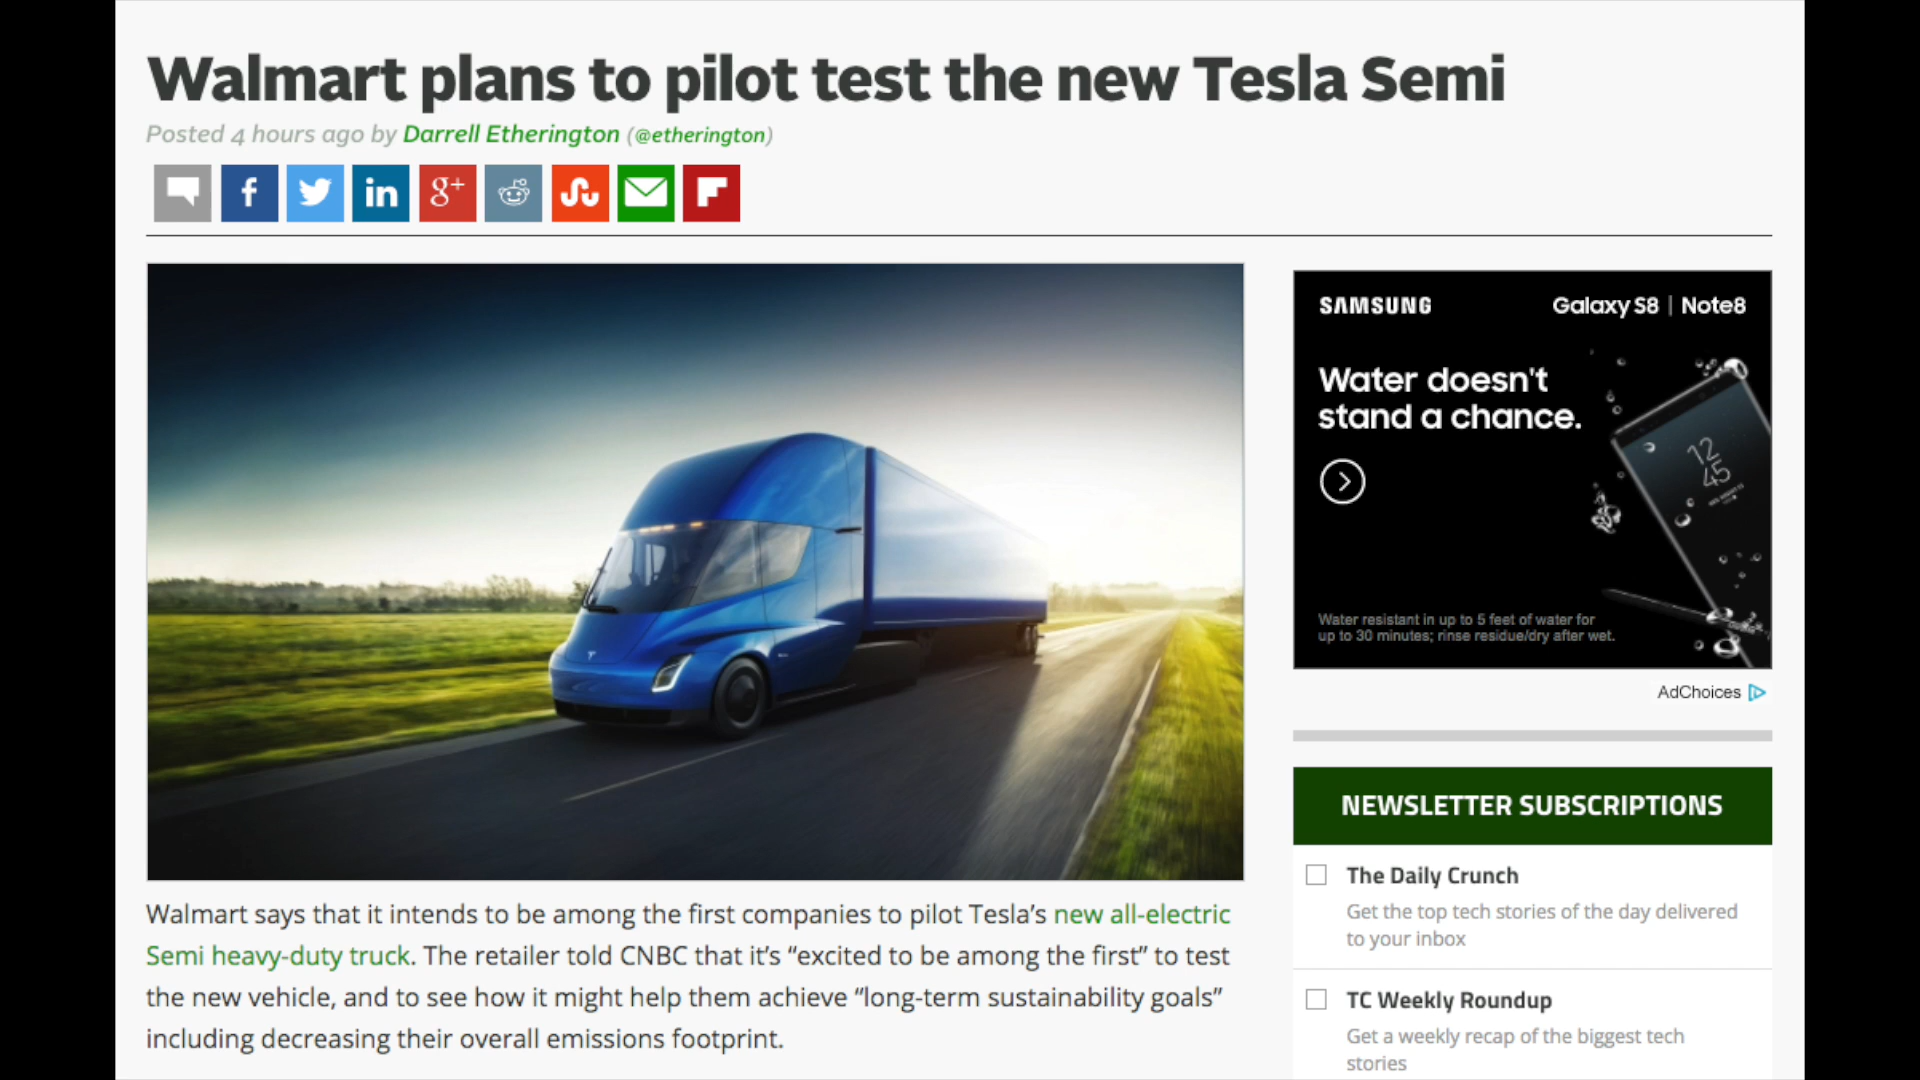 Walmart plans to pilot test the new Tesla Semi
Posted 4 hours ago by Darrell Etherington (@etherington)
f
in
g+
Walmart says that it intends to be among the first companies to pilot Tesla’s new all-electric
Semi heavy-duty truck. The retailer told CNBC that it’s “excited to be among the first” to test
the new vehicle, and to see how it might help them achieve “long-term sustainability goals”
including decreasing their overall emissions footprint.
SAMSUNG
Galaxy S8 | Note8
Water doesn't
stand a chance.
12
45
Water resistant in up to 5 feet of water for
up to 30 minutes; rinse residue/dry after wet.
AdChoices
NEWSLETTER SUBSCRIPTIONS
The Daily Crunch
Get the top tech stories of the day delivered
to your inbox
TC Weekly Roundup
Get a weekly recap of the biggest tech
stories